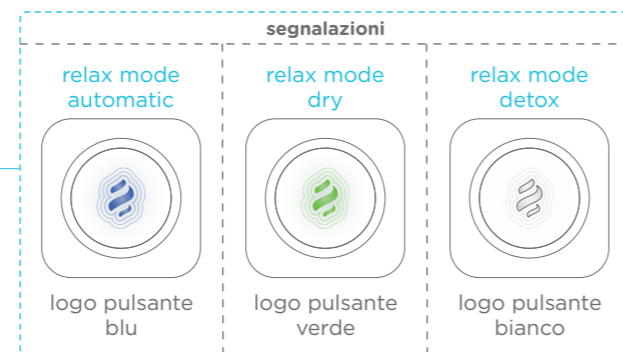 segnalazioni
relax mode
automatic
logo pulsante
blu
relax mode
dry
logo pulsante
verde
relax mode
detox
logo pulsante
bianco